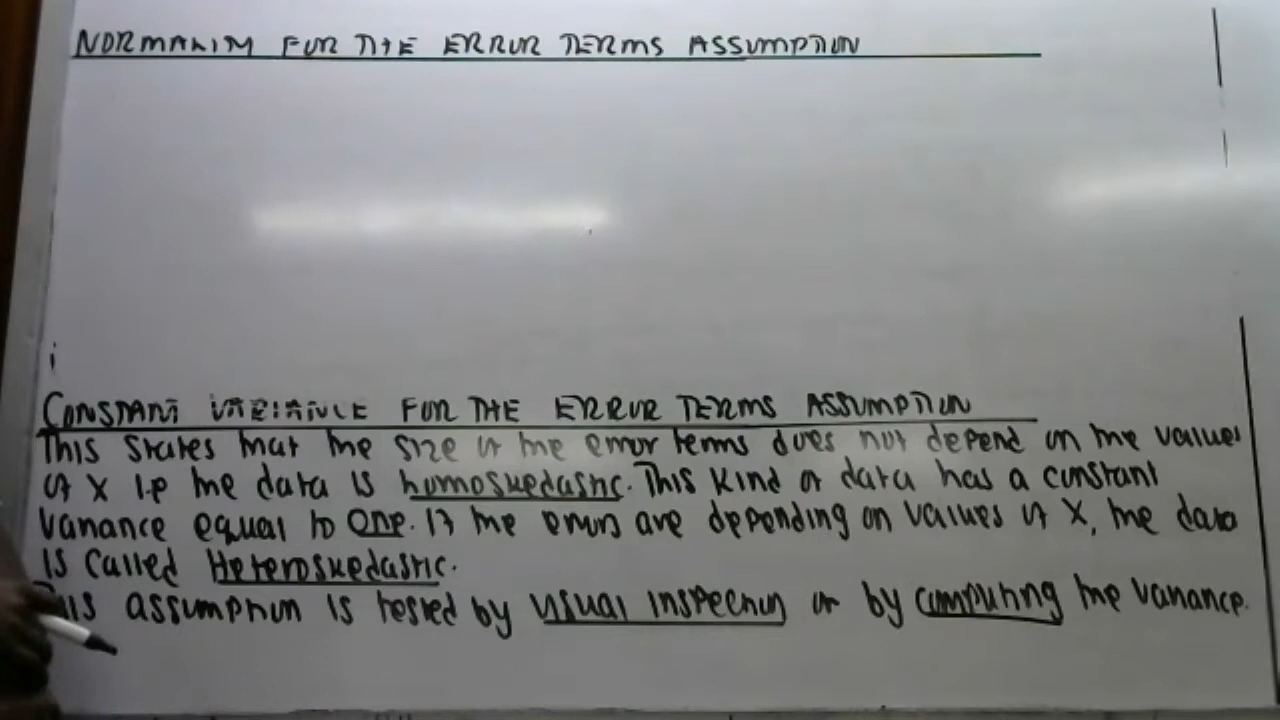 NORMALITY FOR THE ERROR TERMS ASSUMPTION
i
CONSTANT VARIANCE FOR THE ERROR TERMS ASSUMPTION
This states that the size of the error terms does not depend on the values
of X i.e the data is homoskedastic. This kind of data has a constant
variance equal to One. If the errors are depending on values of X, the data
is called Heteroskedastic.
This assumption is tested by visual inspection or by computing the variance.